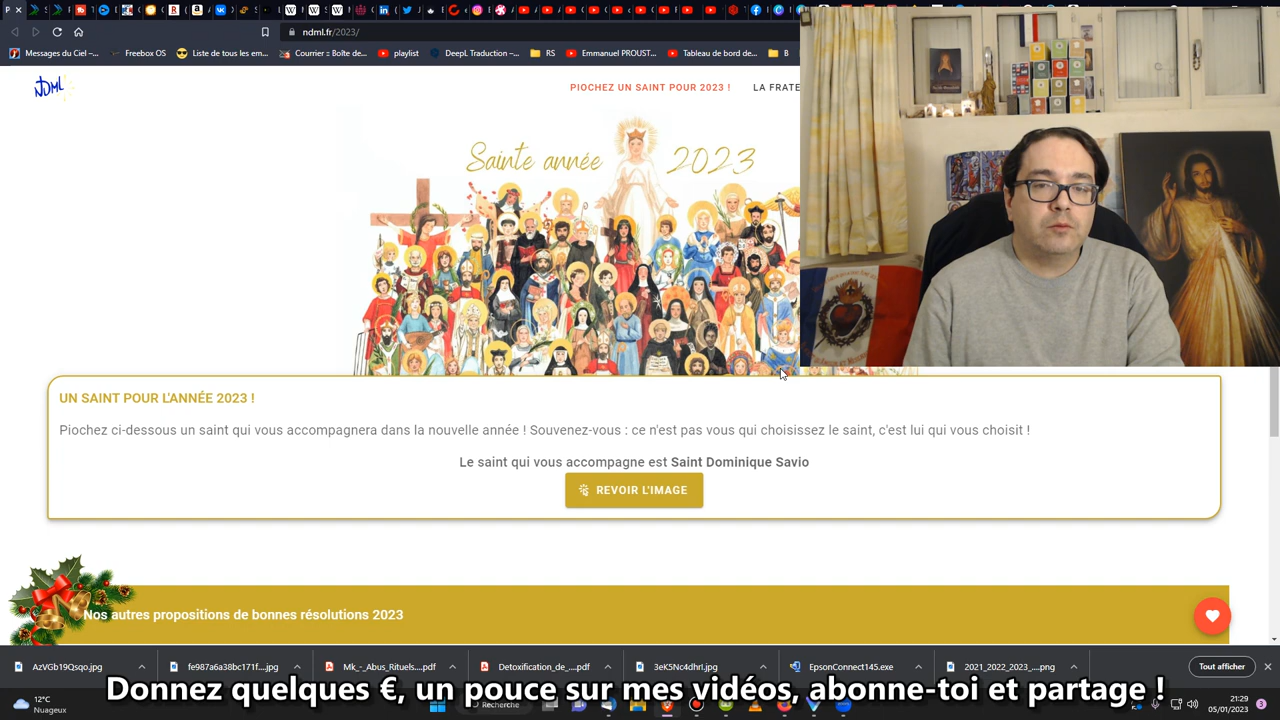 ndml.fr/2023/
Messages du Ciel –...
Freebox OS
Liste de tous les em...
Courrier = Boîte de...
playlist
DeepL Traduction –...
RS
Emmanuel PROUST...
Tableau de bord de...
B
NDML
PIOCHEZ UN SAINT POUR 2023 !
LA FRATE
Sainte année 2023
UN SAINT POUR L'ANNÉE 2023 !
Piochez ci-dessous un saint qui vous accompagnera dans la nouvelle année ! Souvenez-vous : ce n'est pas vous qui choisissez le saint, c'est lui qui vous choisit !
Le saint qui vous accompagne est Saint Dominique Savio
REVOIR L'IMAGE
Nos autres propositions de bonnes résolutions 2023
AzVGb19Qsqo.jpg
fe987a6a38bc171f....jpg
Mk_-_Abus_Rituels....pdf
Detoxification_de_....pdf
3eK5Nc4dhrI.jpg
EpsonConnect145.exe
2021_2022_2023_....png
Tout afficher
Donnez quelques €, un pouce sur mes vidéos, abonne-toi et partage !
12°C
Nuageux
Recherche
21:29
05/01/2023
3